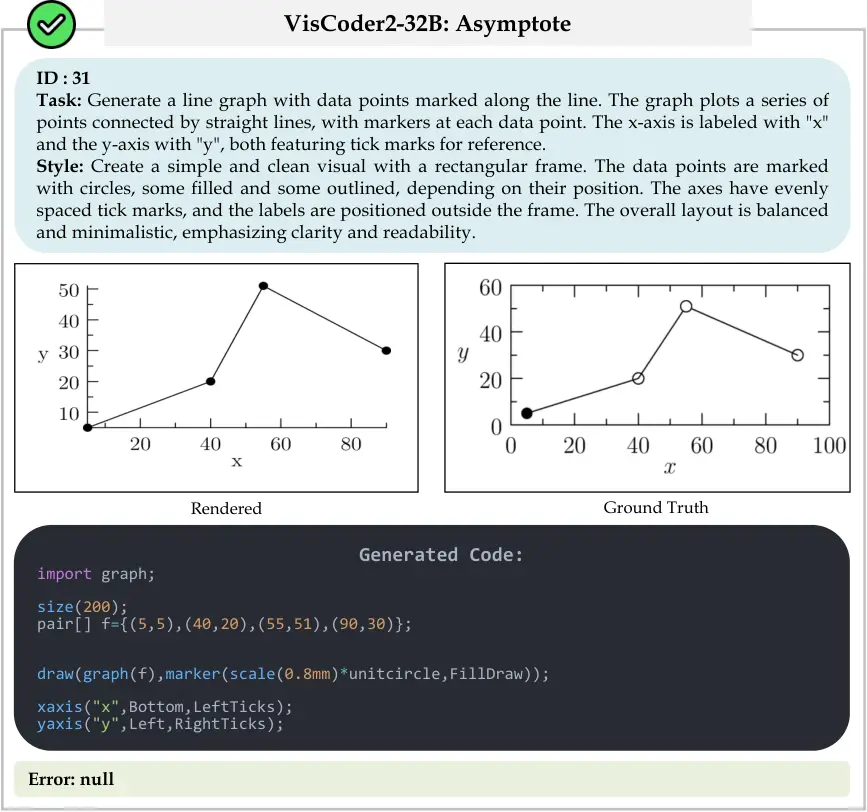 VisCoder2-32B: Asymptote
ID : 31
Task: Generate a line graph with data points marked along the line. The graph plots a series of
points connected by straight lines, with markers at each data point. The x-axis is labeled with "x"
and the y-axis with "y", both featuring tick marks for reference.
Style: Create a simple and clean visual with a rectangular frame. The data points are marked
with circles, some filled and some outlined, depending on their position. The axes have evenly
spaced tick marks, and the labels are positioned outside the frame. The overall layout is balanced
and minimalistic, emphasizing clarity and readability.
50
40
y 30
20
10
20 40 60 80
x
Rendered
60
40
y
20
0
0 20 40 60 80 100
x
Ground Truth
Generated Code:
import graph;
size(200);
pair[] f={(5,5),(40,20),(55,51),(90,30)};
draw(graph(f),marker(scale(0.8mm)*unitcircle,FillDraw));
xaxis("x",Bottom,LeftTicks);
yaxis("y",Left,RightTicks);
Error: null